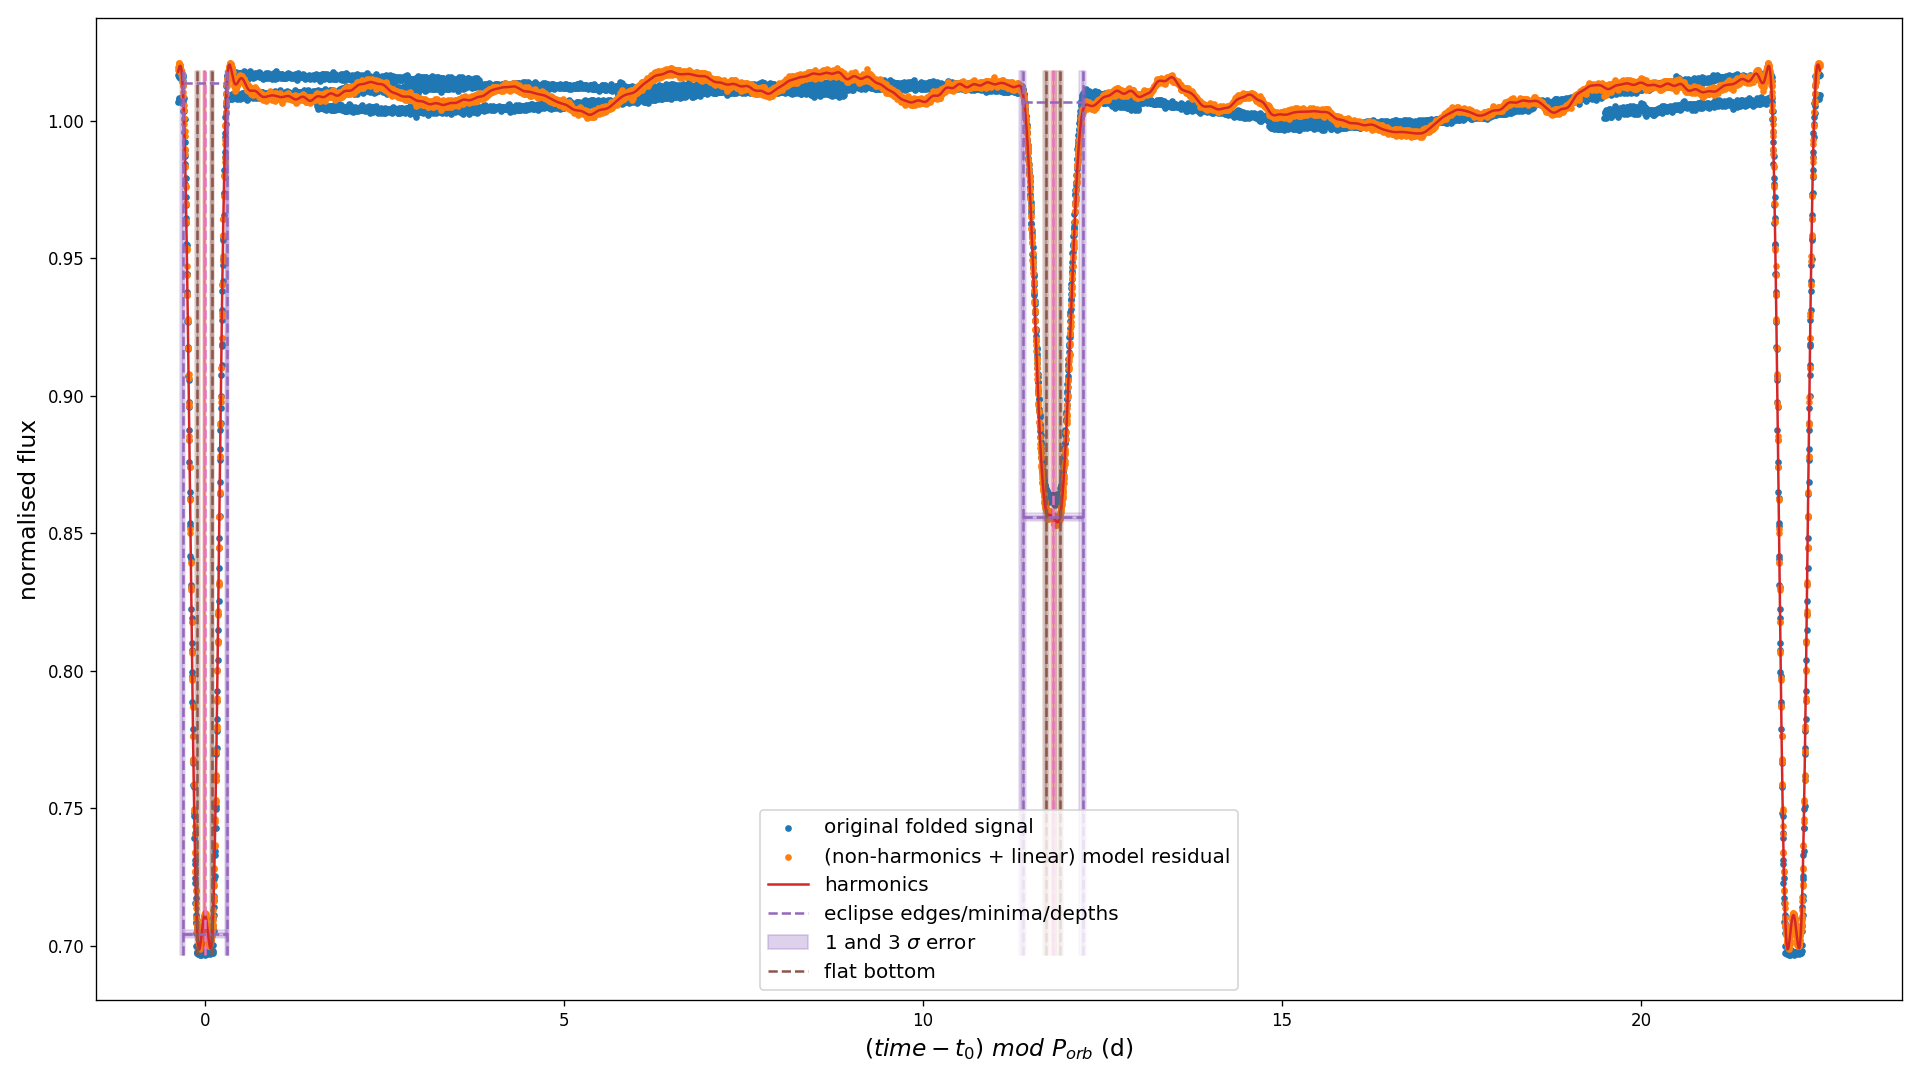 normalised flux
1.00
0.95
0.90
0.85
0.80
0.75
0.70
original folded signal
(non-harmonics + linear) model residual
harmonics
eclipse edges/minima/depths
1 and 3 σ error
flat bottom
0
5
10
15
20
(time − t₀) mod Pₒᵣb (d)